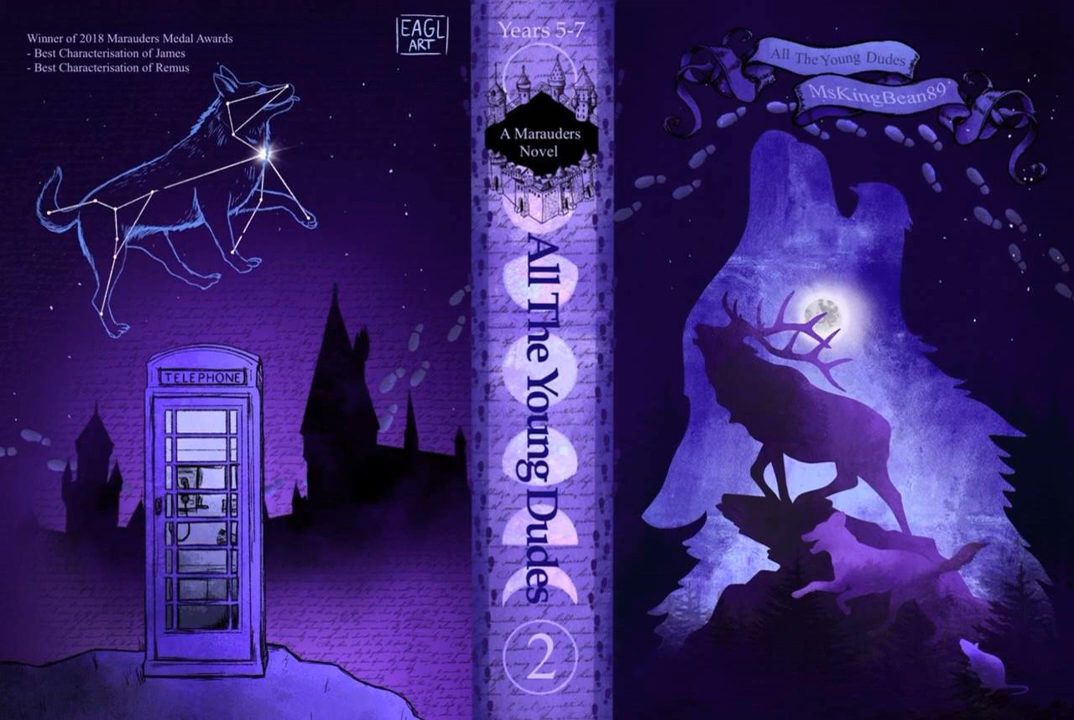 Winner of 2018 Marauders Medal Awards
- Best Characterisation of James
- Best Characterisation of Remus
EAGL
ART
TELEPHONE
Years 5-7
A Marauders
Novel
All The Young Dudes
2
All The Young Dudes
MsKingBean89